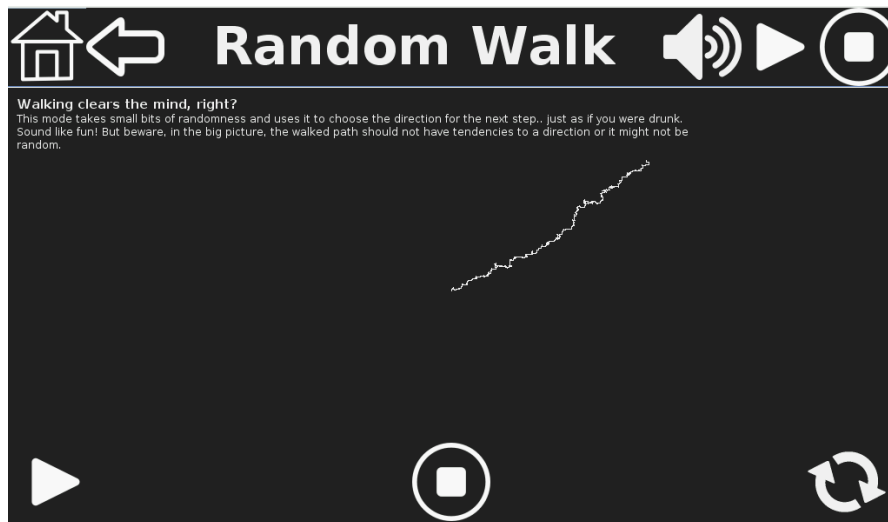 Random Walk
Walking clears the mind, right?
This mode takes small bits of randomness and uses it to choose the direction for the next step.. just as if you were drunk.
Sound like fun! But beware, in the big picture, the walked path should not have tendencies to a direction or it might not be
random.